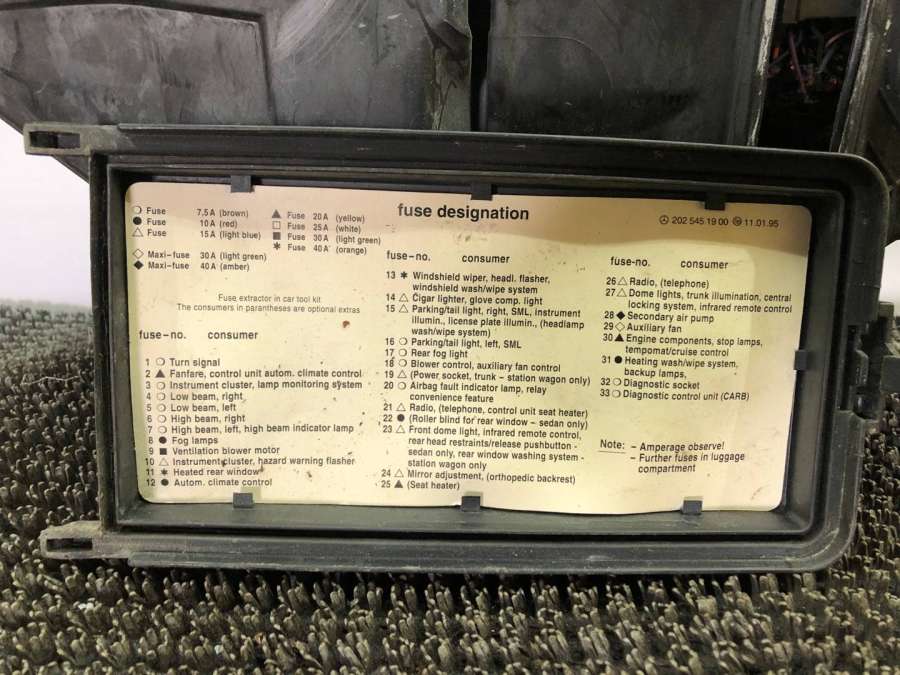 ○ Fuse 7,5 A (brown)
● Fuse 10 A (red)
△ Fuse 15 A (light blue)
◇ Maxi-fuse 30 A (light green)
◆ Maxi-fuse 40 A (amber)
▲ Fuse 20 A (yellow)
□ Fuse 25 A (white)
■ Fuse 30 A (light green)
✱ Fuse 40 A (orange)
Fuse extractor in car tool kit
The consumers in parantheses are optional extras
fuse-no. consumer
1 ○ Turn signal
2 ▲ Fanfare, control unit autom. climate control
3 ○ Instrument cluster, lamp monitoring system
4 ○ Low beam, right
5 ○ Low beam, left
6 ○ High beam, right
7 ○ High beam, left, high beam indicator lamp
8 ● Fog lamps
9 ■ Ventilation blower motor
10 △ Instrument cluster, hazard warning flasher
11 ✱ Heated rear window
12 ● Autom. climate control
fuse designation
fuse-no. consumer
13 ✱ Windshield wiper, headl. flasher,
windshield wash/wipe system
14 △ Cigar lighter, glove comp. light
15 △ Parking/tail light, right, SML, instrument
illumin., license plate illumin., (headlamp
wash/wipe system)
16 ○ Parking/tail light, left, SML
17 ○ Rear fog light
18 ○ Blower control, auxiliary fan control
19 △ (Power socket, trunk - station wagon only)
20 ○ Airbag fault indicator lamp, relay
convenience feature
21 △ Radio, (telephone, control unit seat heater)
22 ● (Roller blind for rear window - sedan only)
23 △ Front dome light, infrared remote control,
rear head restraints/release pushbutton -
sedan only, rear window washing system -
station wagon only
24 △ Mirror adjustment, (orthopedic backrest)
25 ▲ (Seat heater)
202 545 19 00 11.01.95
fuse-no. consumer
26 △ Radio, (telephone)
27 △ Dome lights, trunk illumination, central
locking system, infrared remote control
28 ◆ Secondary air pump
29 ◇ Auxiliary fan
30 ▲ Engine components, stop lamps,
tempomat/cruise control
31 ● Heating wash/wipe system,
backup lamps,
32 ○ Diagnostic socket
33 ○ Diagnostic control unit (CARB)
Note: - Amperage observe!
- Further fuses in luggage
compartment